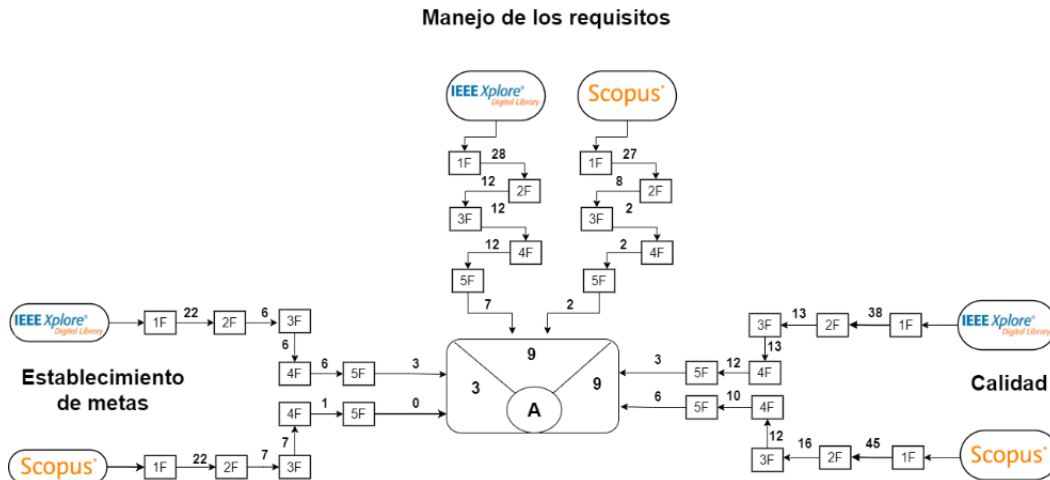 Manejo de los requisitos
IEEE Xplore®
Digital Library
Scopus®
1F
28
2F
12
3F
12
4F
12
5F
7
1F
27
2F
8
3F
2
4F
2
5F
2
IEEE Xplore®
Digital Library
1F
22
2F
6
3F
6
4F
6
5F
3
Establecimiento
de metas
Scopus®
1F
22
2F
7
3F
7
4F
1
5F
0
9
3
9
A
IEEE Xplore®
Digital Library
1F
38
2F
13
3F
13
4F
12
5F
3
Calidad
Scopus®
1F
45
2F
16
3F
12
4F
10
5F
6